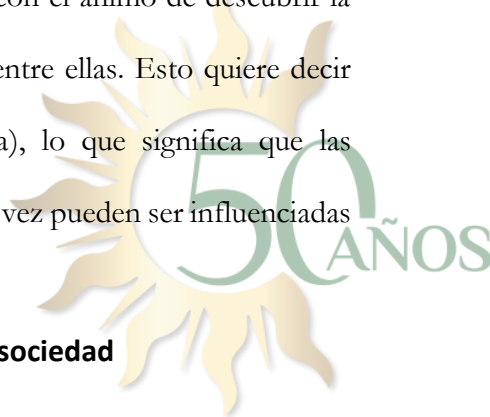 con el ánimo de descubrir la
entre ellas. Esto quiere decir
a), lo que significa que las
vez pueden ser influenciadas
50 AÑOS
sociedad